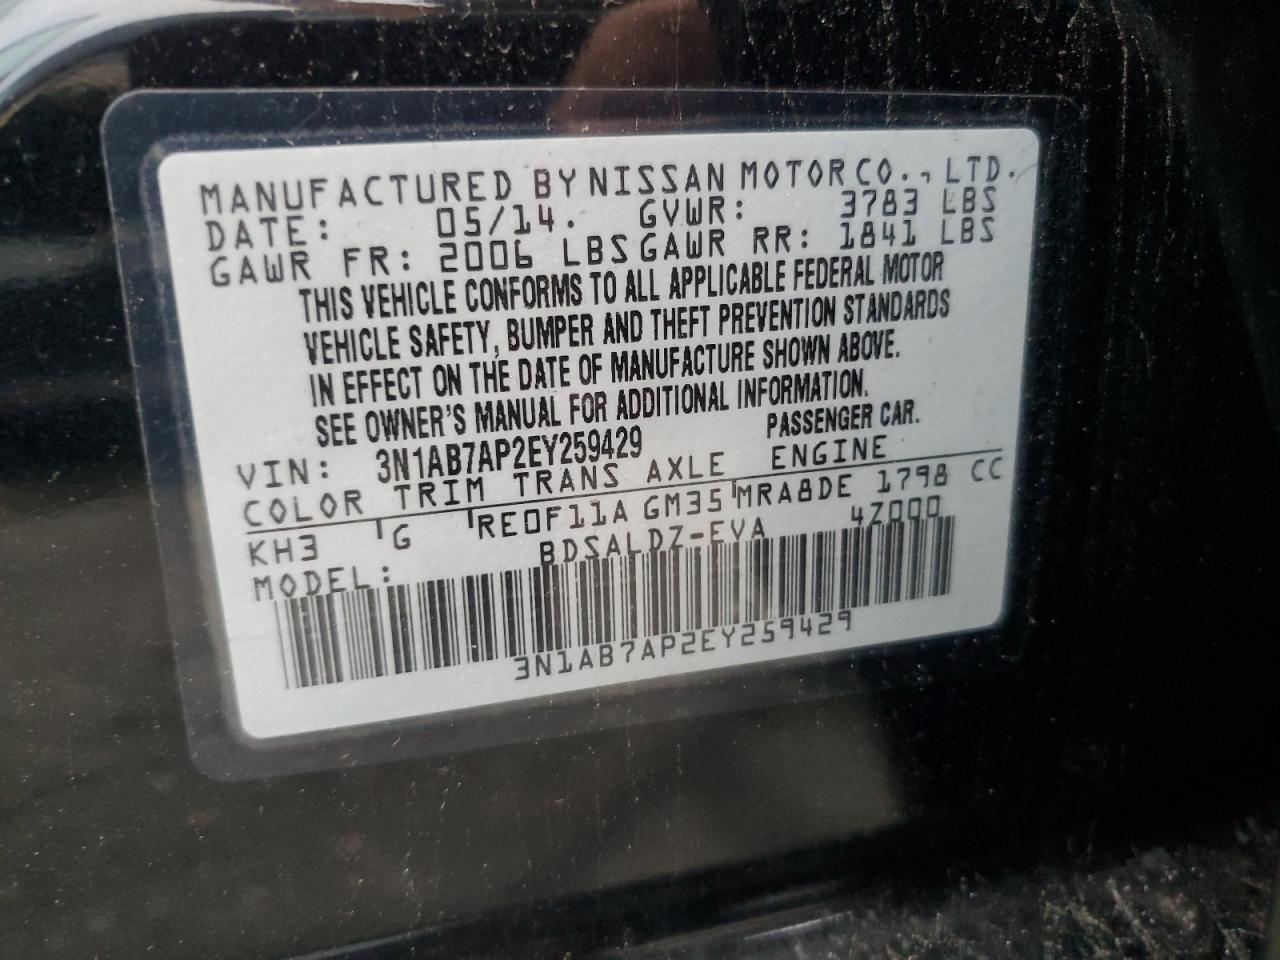 MANUFACTURED BY NISSAN MOTOR CO., LTD.
DATE: 05/14. GVWR: 3783 LBS
GAWR FR: 2006 LBS GAWR RR: 1841 LBS
THIS VEHICLE CONFORMS TO ALL APPLICABLE FEDERAL MOTOR
VEHICLE SAFETY, BUMPER AND THEFT PREVENTION STANDARDS
IN EFFECT ON THE DATE OF MANUFACTURE SHOWN ABOVE.
SEE OWNER'S MANUAL FOR ADDITIONAL INFORMATION.
VIN: 3N1AB7AP2EY259429 PASSENGER CAR.
COLOR TRIM TRANS AXLE ENGINE
KH3 G RE0F11A GM35 MRA8DE 1798 CC
MODEL: BDSALDZ-EVA 4Z000
3N1AB7AP2EY259429